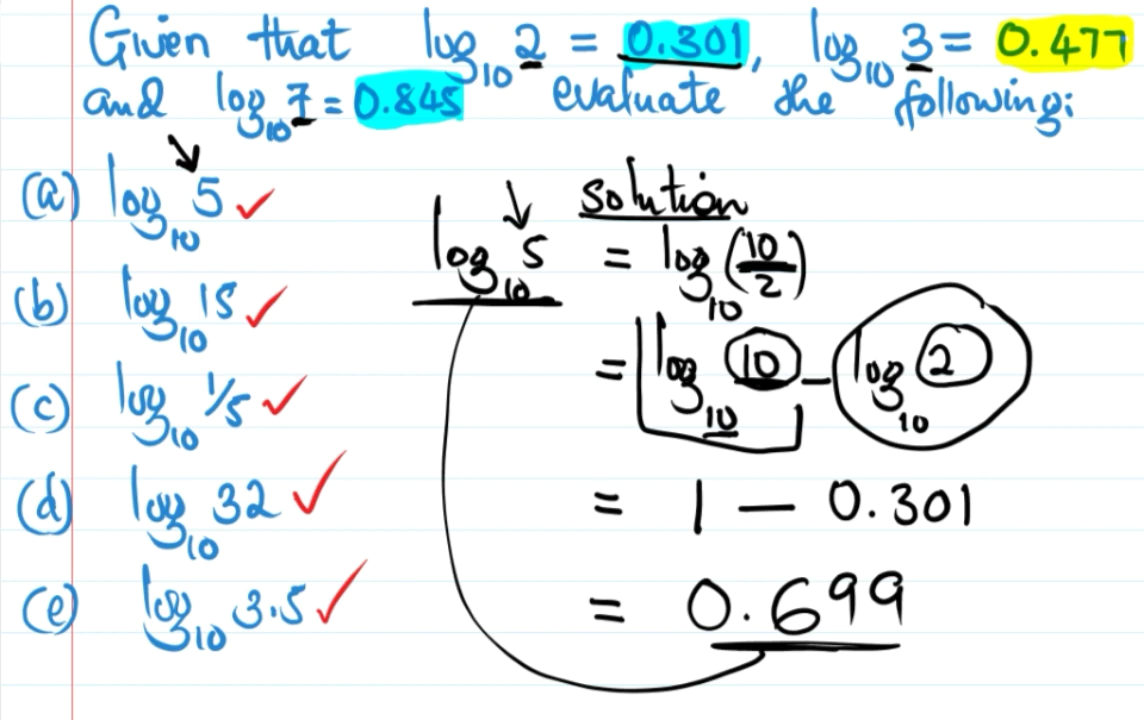 Given that log₁₀ 2 = 0.301, log₁₀ 3 = 0.477
and log₁₀ 7 = 0.845 evaluate the following:
(a) log₁₀ 5 ✓
(b) log₁₀ 15 ✓
(c) log₁₀ 1/5 ✓
(d) log₁₀ 32 ✓
(e) log₁₀ 3.5 ✓
solution
log₁₀ 5 = log₁₀ (10/2)
= log₁₀ 10 - log₁₀ 2
= 1 - 0.301
= 0.699